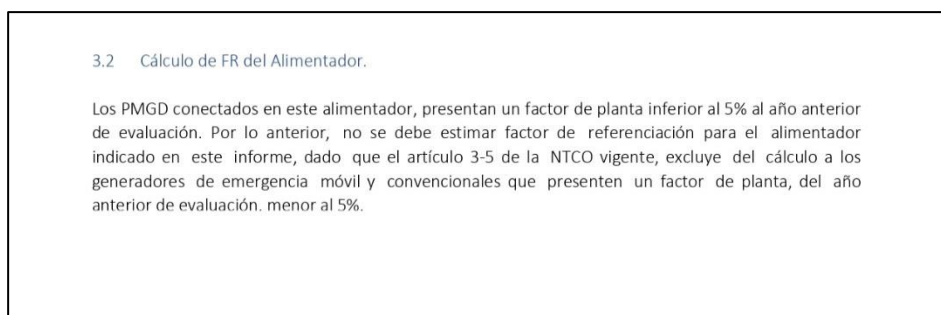 3.2 Cálculo de FR del Alimentador.
Los PMGD conectados en este alimentador, presentan un factor de planta inferior al 5% al año anterior
de evaluación. Por lo anterior, no se debe estimar factor de referenciación para el alimentador
indicado en este informe, dado que el artículo 3-5 de la NTCO vigente, excluye del cálculo a los
generadores de emergencia móvil y convencionales que presenten un factor de planta, del año
anterior de evaluación. menor al 5%.